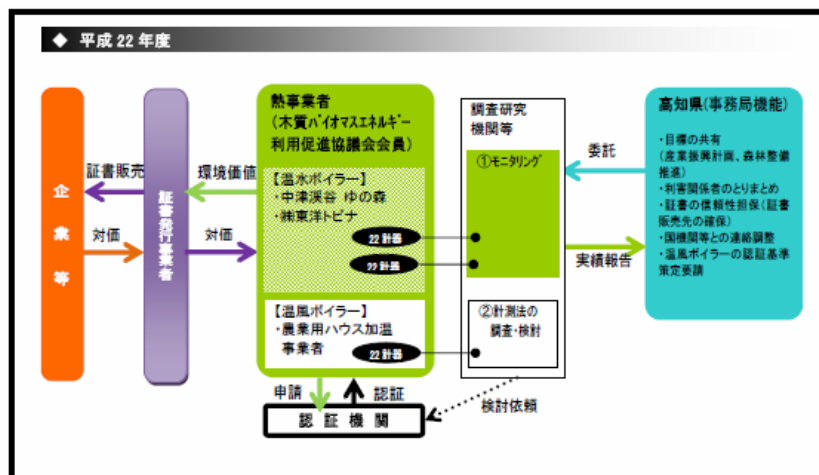 ◆ 平成22年度
企業等
証書販売
対価
証書発行事業者
環境価値
対価
熱事業者
(木質バイオマスエネルギー
利用促進協議会会員)
【温水ボイラー】
・中津渓谷 ゆの森
・㈱東洋トピナ
22計器
22計器
【温風ボイラー】
・農業用ハウス加温
事業者
22計器
申請
認証
認証機関
調査研究
機関等
①モニタリング
②計測法の
調査・検討
検討依頼
委託
実績報告
高知県(事務局機能)
・目標の共有
(産業振興計画、森林整備
推進)
・利害関係者のとりまとめ
・証書の信頼性担保(証書
販売先の確保)
・国機関等との連絡調整
・温風ボイラーの認証基準
策定要請